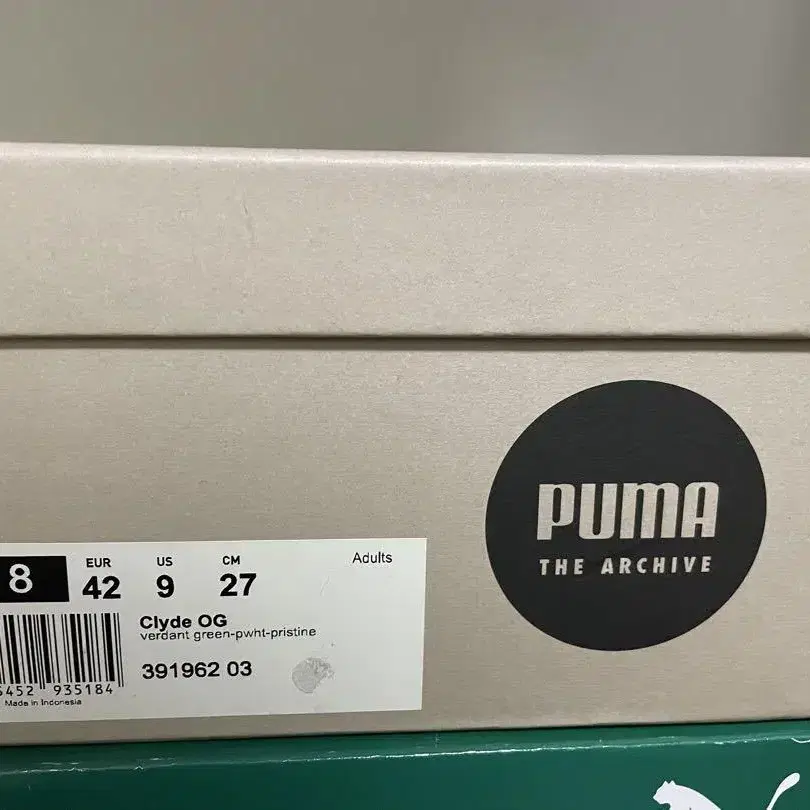 PUMA
THE ARCHIVE
EUR US CM Adults
8 42 9 27
Clyde OG
verdant green-pwht-pristine
391962 03
6452 935184
Made in Indonesia